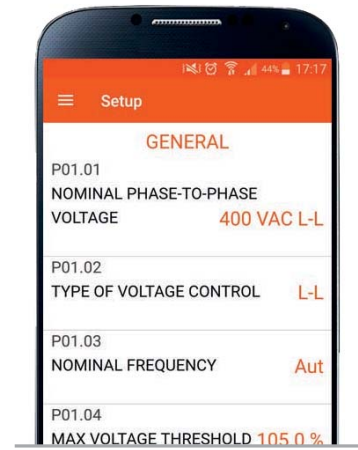 44% 17:17
Setup
GENERAL
P01.01
NOMINAL PHASE-TO-PHASE
VOLTAGE 400 VAC L-L
P01.02
TYPE OF VOLTAGE CONTROL L-L
P01.03
NOMINAL FREQUENCY Aut
P01.04
MAX VOLTAGE THRESHOLD 105.0 %